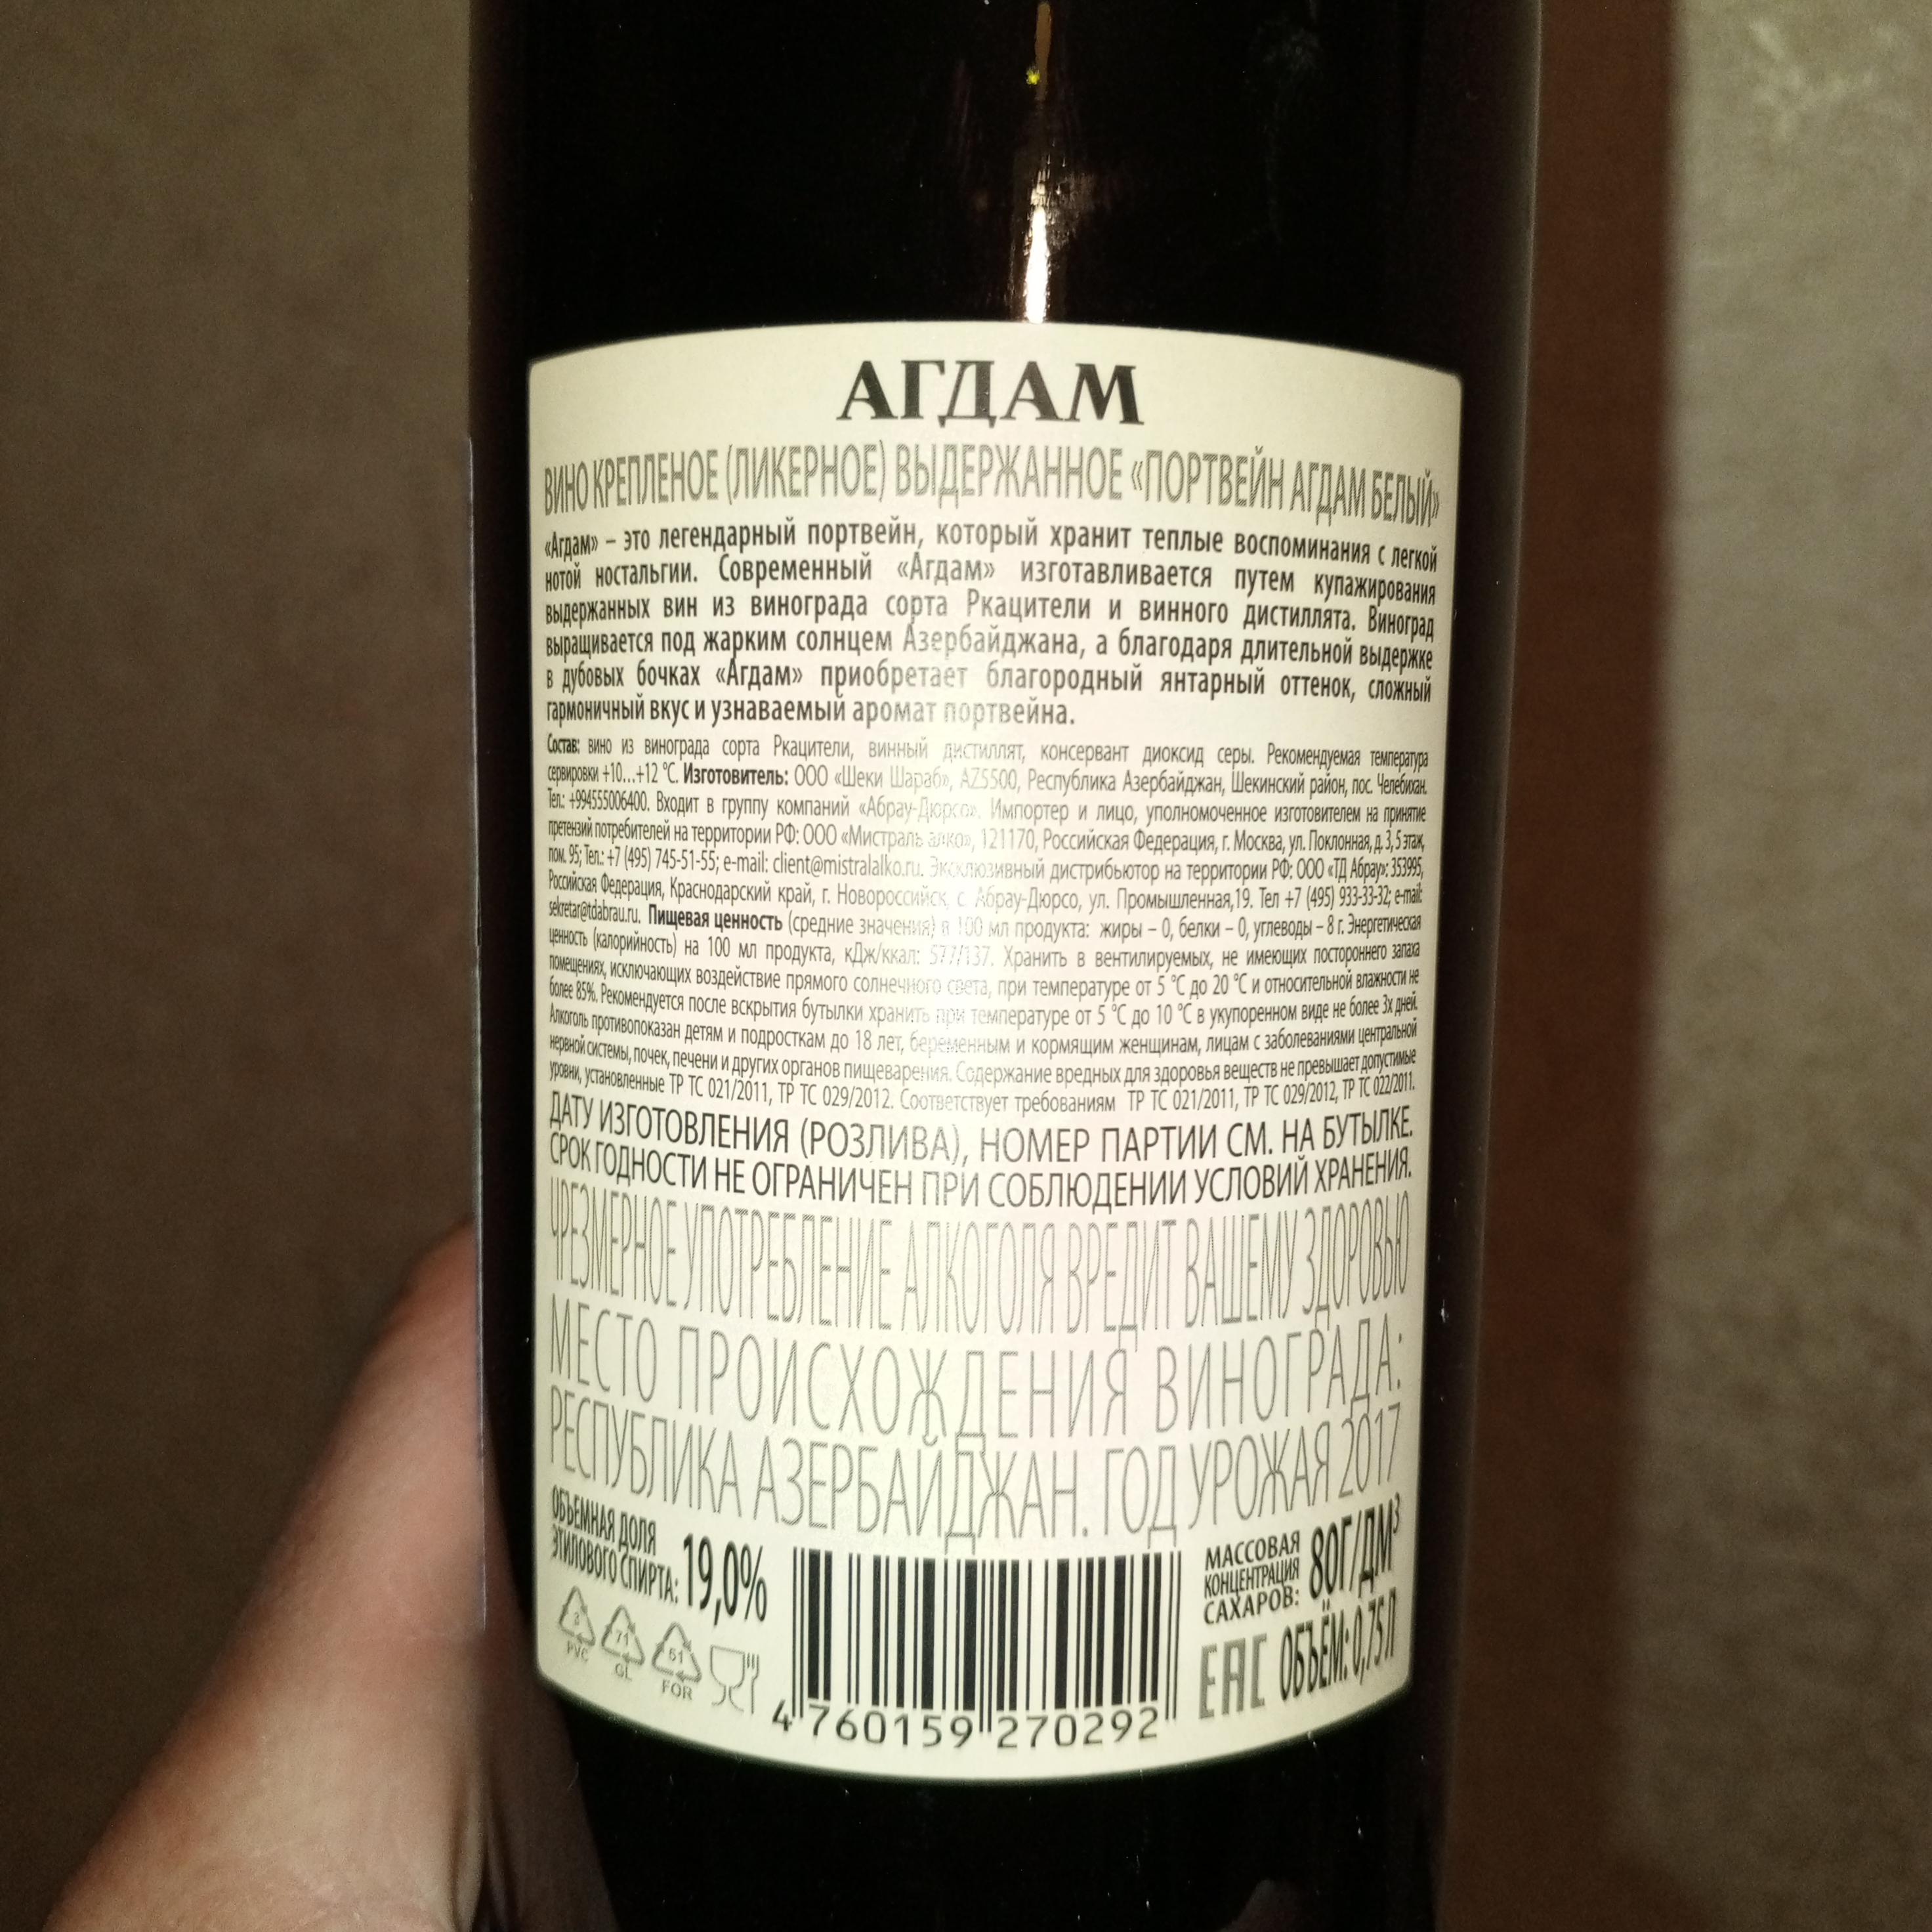 АГДАМ
ВИНО КРЕПЛЕНОЕ (ЛИКЕРНОЕ) ВЫДЕРЖАННОЕ «ПОРТВЕЙН АГДАМ БЕЛЫЙ»
«Агдам» – это легендарный портвейн, который хранит теплые воспоминания с легкой
нотой ностальгии. Современный «Агдам» изготавливается путем купажирования
выдержанных вин из винограда сорта Ркацители и винного дистиллята. Виноград
выращивается под жарким солнцем Азербайджана, а благодаря длительной выдержке
в дубовых бочках «Агдам» приобретает благородный янтарный оттенок, сложный
гармоничный вкус и узнаваемый аромат портвейна.
Состав: вино из винограда сорта Ркацители, винный дистиллят, консервант диоксид серы. Рекомендуемая температура
сервировки +10...+12 °C. Изготовитель: ООО «Шеки Шараб», AZ5500, Республика Азербайджан, Шекинский район, пос. Челебихан.
Тел.: +994555006400. Входит в группу компаний «Абрау-Дюрсо». Импортер и лицо, уполномоченное изготовителем на принятие
претензий потребителей на территории РФ: ООО «Мистраль алко», 121170, Российская Федерация, г. Москва, ул. Поклонная, д. 3, 5 этаж,
пом. 95; Тел.: +7 (495) 745-51-55; e-mail: client@mistralalko.ru. Эксклюзивный дистрибьютор на территории РФ: ООО «ТД Абрау»: 353995,
Российская Федерация, Краснодарский край, г. Новороссийск, с. Абрау-Дюрсо, ул. Промышленная,19. Тел +7 (495) 933-33-32; e-mail:
sekretar@tdabrau.ru. Пищевая ценность (средние значения) в 100 мл продукта: жиры – 0, белки – 0, углеводы – 8 г. Энергетическая
ценность (калорийность) на 100 мл продукта, кДж/ккал: 577/137. Хранить в вентилируемых, не имеющих постороннего запаха
помещениях, исключающих воздействие прямого солнечного света, при температуре от 5 °C до 20 °C и относительной влажности не
более 85%. Рекомендуется после вскрытия бутылки хранить при температуре от 5 °C до 10 °C в укупоренном виде не более 3х дней.
Алкоголь противопоказан детям и подросткам до 18 лет, беременным и кормящим женщинам, лицам с заболеваниями центральной
нервной системы, почек, печени и других органов пищеварения. Содержание вредных для здоровья веществ не превышает допустимые
уровни, установленные ТР ТС 021/2011, ТР ТС 029/2012. Соответствует требованиям ТР ТС 021/2011, ТР ТС 029/2012, ТР ТС 022/2011.
ДАТУ ИЗГОТОВЛЕНИЯ (РОЗЛИВА), НОМЕР ПАРТИИ СМ. НА БУТЫЛКЕ.
СРОК ГОДНОСТИ НЕ ОГРАНИЧЕН ПРИ СОБЛЮДЕНИИ УСЛОВИЙ ХРАНЕНИЯ.
ЧРЕЗМЕРНОЕ УПОТРЕБЛЕНИЕ АЛКОГОЛЯ ВРЕДИТ ВАШЕМУ ЗДОРОВЬЮ
МЕСТО ПРОИСХОЖДЕНИЯ ВИНОГРАДА:
РЕСПУБЛИКА АЗЕРБАЙДЖАН. ГОД УРОЖАЯ 2017
ОБЪЕМНАЯ ДОЛЯ
ЭТИЛОВОГО СПИРТА: 19,0%
МАССОВАЯ
КОНЦЕНТРАЦИЯ
САХАРОВ: 80Г/ДМ³
3 PVC
71 GL
51 FOR
4 760159 270292
ЕАС ОБЪЁМ: 0,75Л